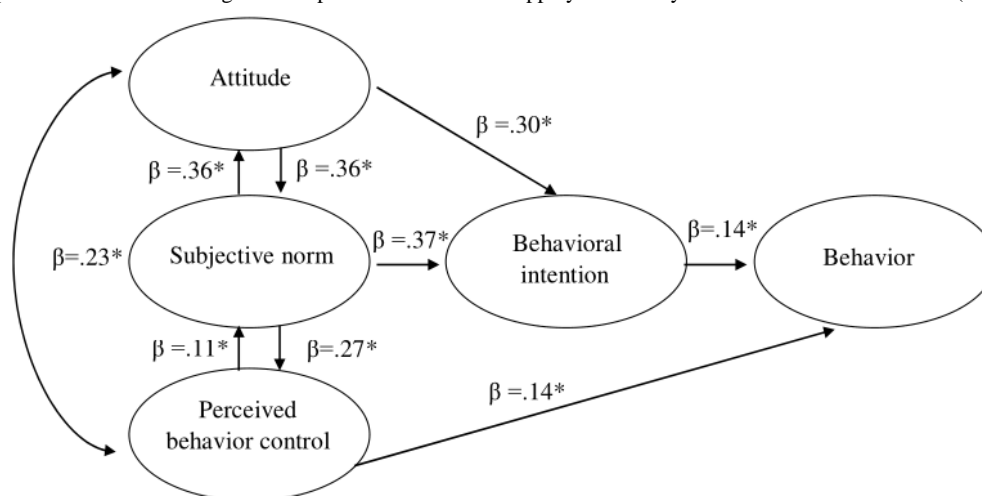 Attitude
β =.30*
β =.36*
β =.36*
Subjective norm
β =.37*
Behavioral
intention
β=.14*
Behavior
β=.23*
β =.11*
β=.27*
Perceived
behavior control
β =.14*